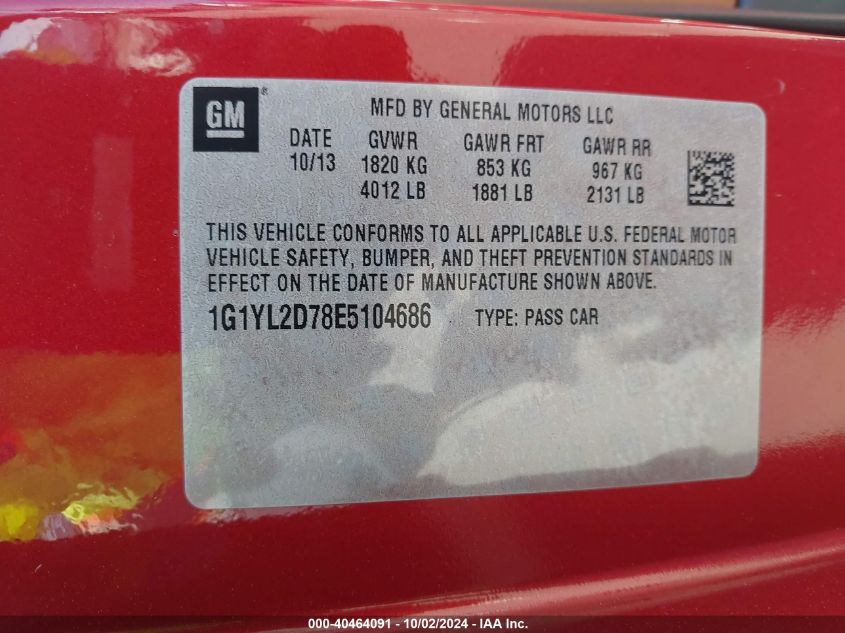 GM®
MFD BY GENERAL MOTORS LLC
DATE GVWR GAWR FRT GAWR RR
10/13 1820 KG 853 KG 967 KG
4012 LB 1881 LB 2131 LB
THIS VEHICLE CONFORMS TO ALL APPLICABLE U.S. FEDERAL MOTOR
VEHICLE SAFETY, BUMPER, AND THEFT PREVENTION STANDARDS IN
EFFECT ON THE DATE OF MANUFACTURE SHOWN ABOVE.
1G1YL2D78E5104686 TYPE: PASS CAR
000-40464091 - 10/02/2024 - IAA Inc.